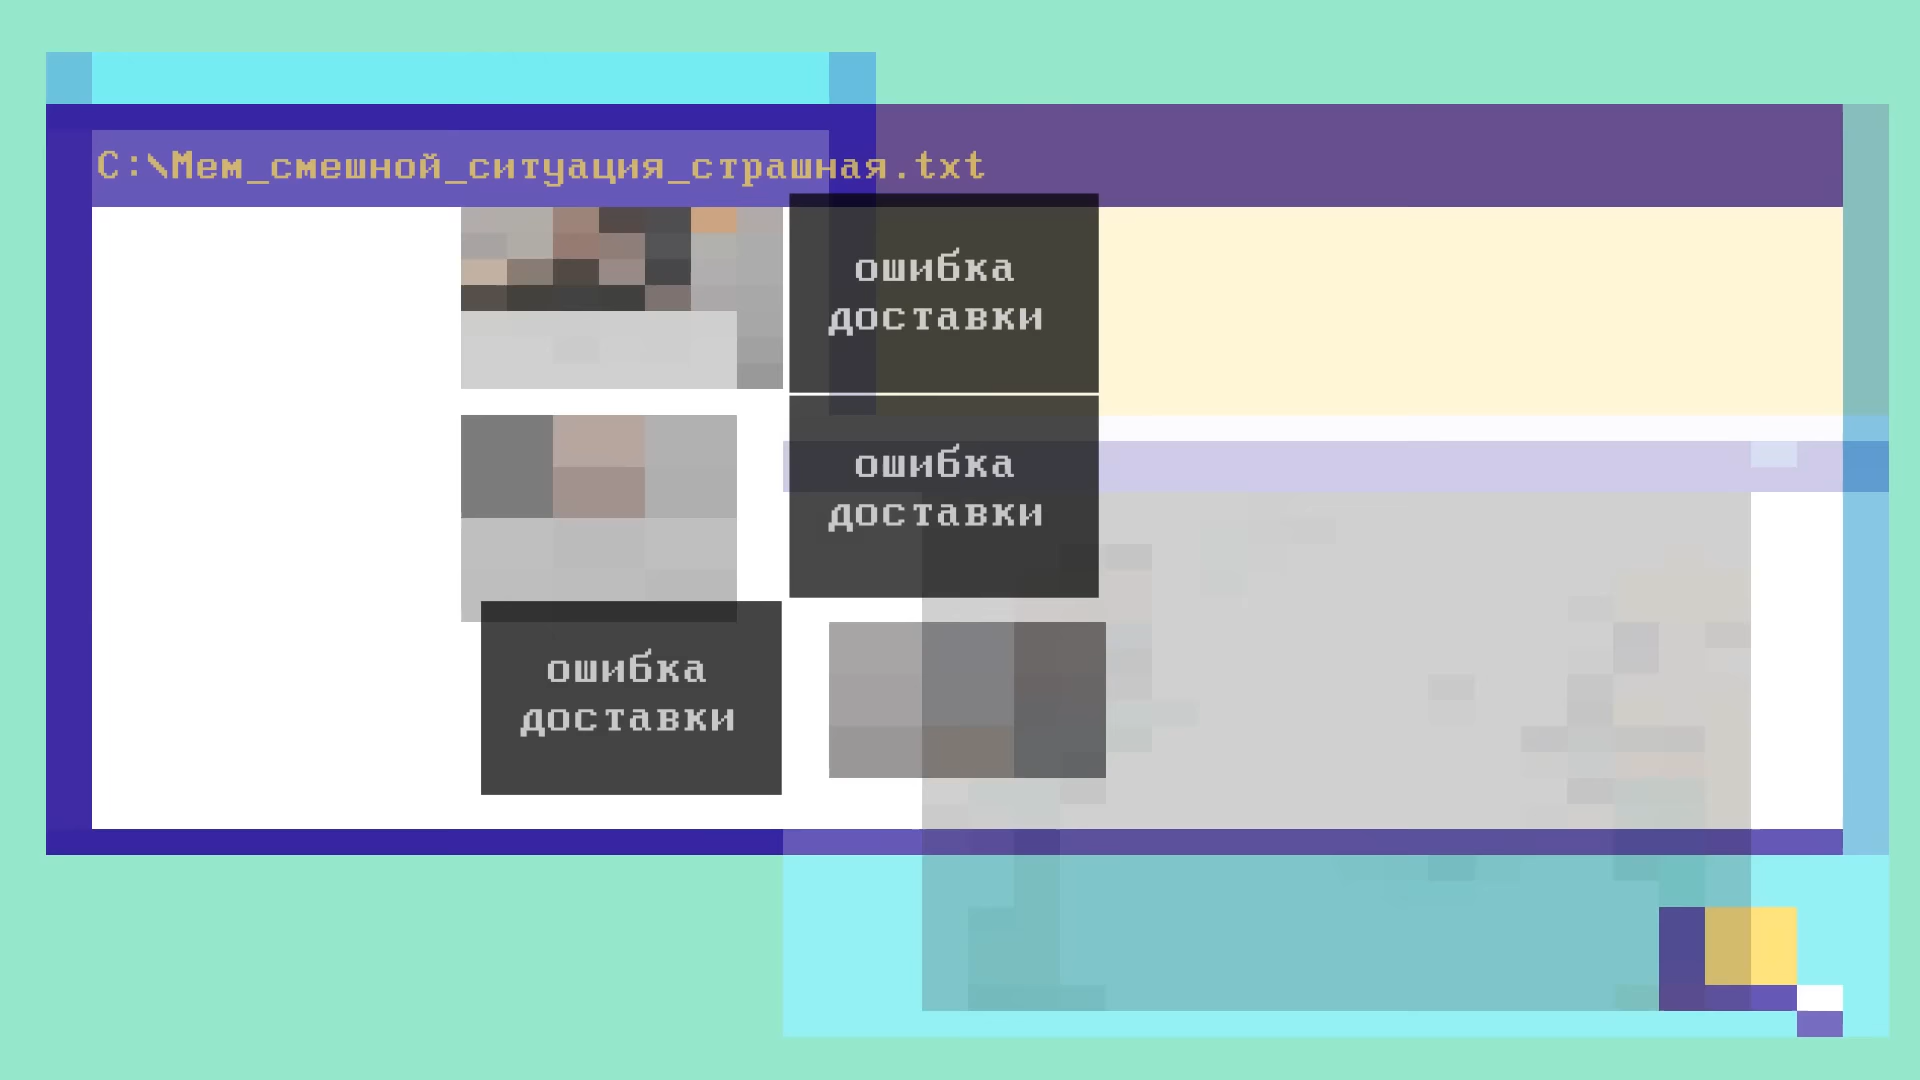 C:\Мем_смешной_ситуация_страшная.txt
ошибка
доставки
ошибка
доставки
ошибка
доставки